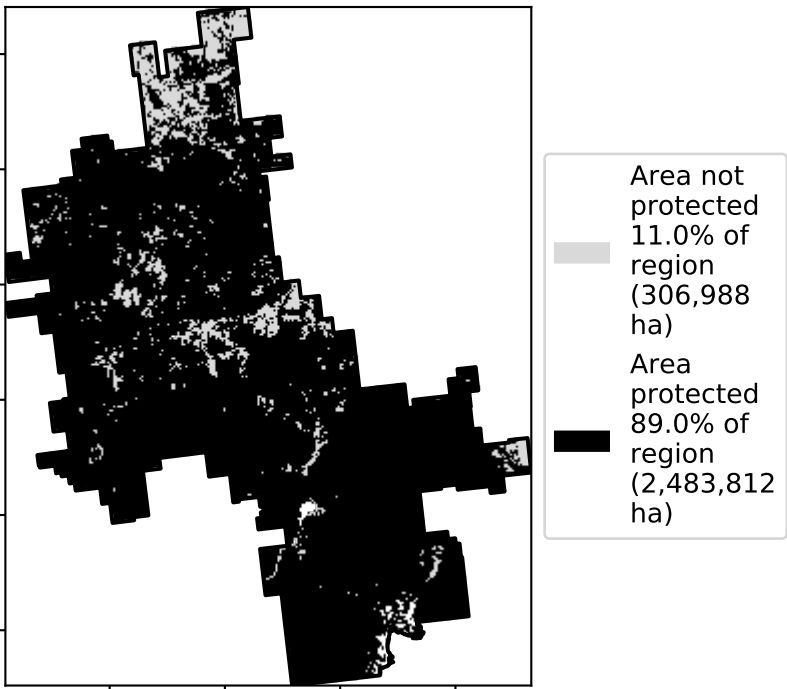 Area not
protected
11.0% of
region
(306,988
ha)
Area
protected
89.0% of
region
(2,483,812
ha)